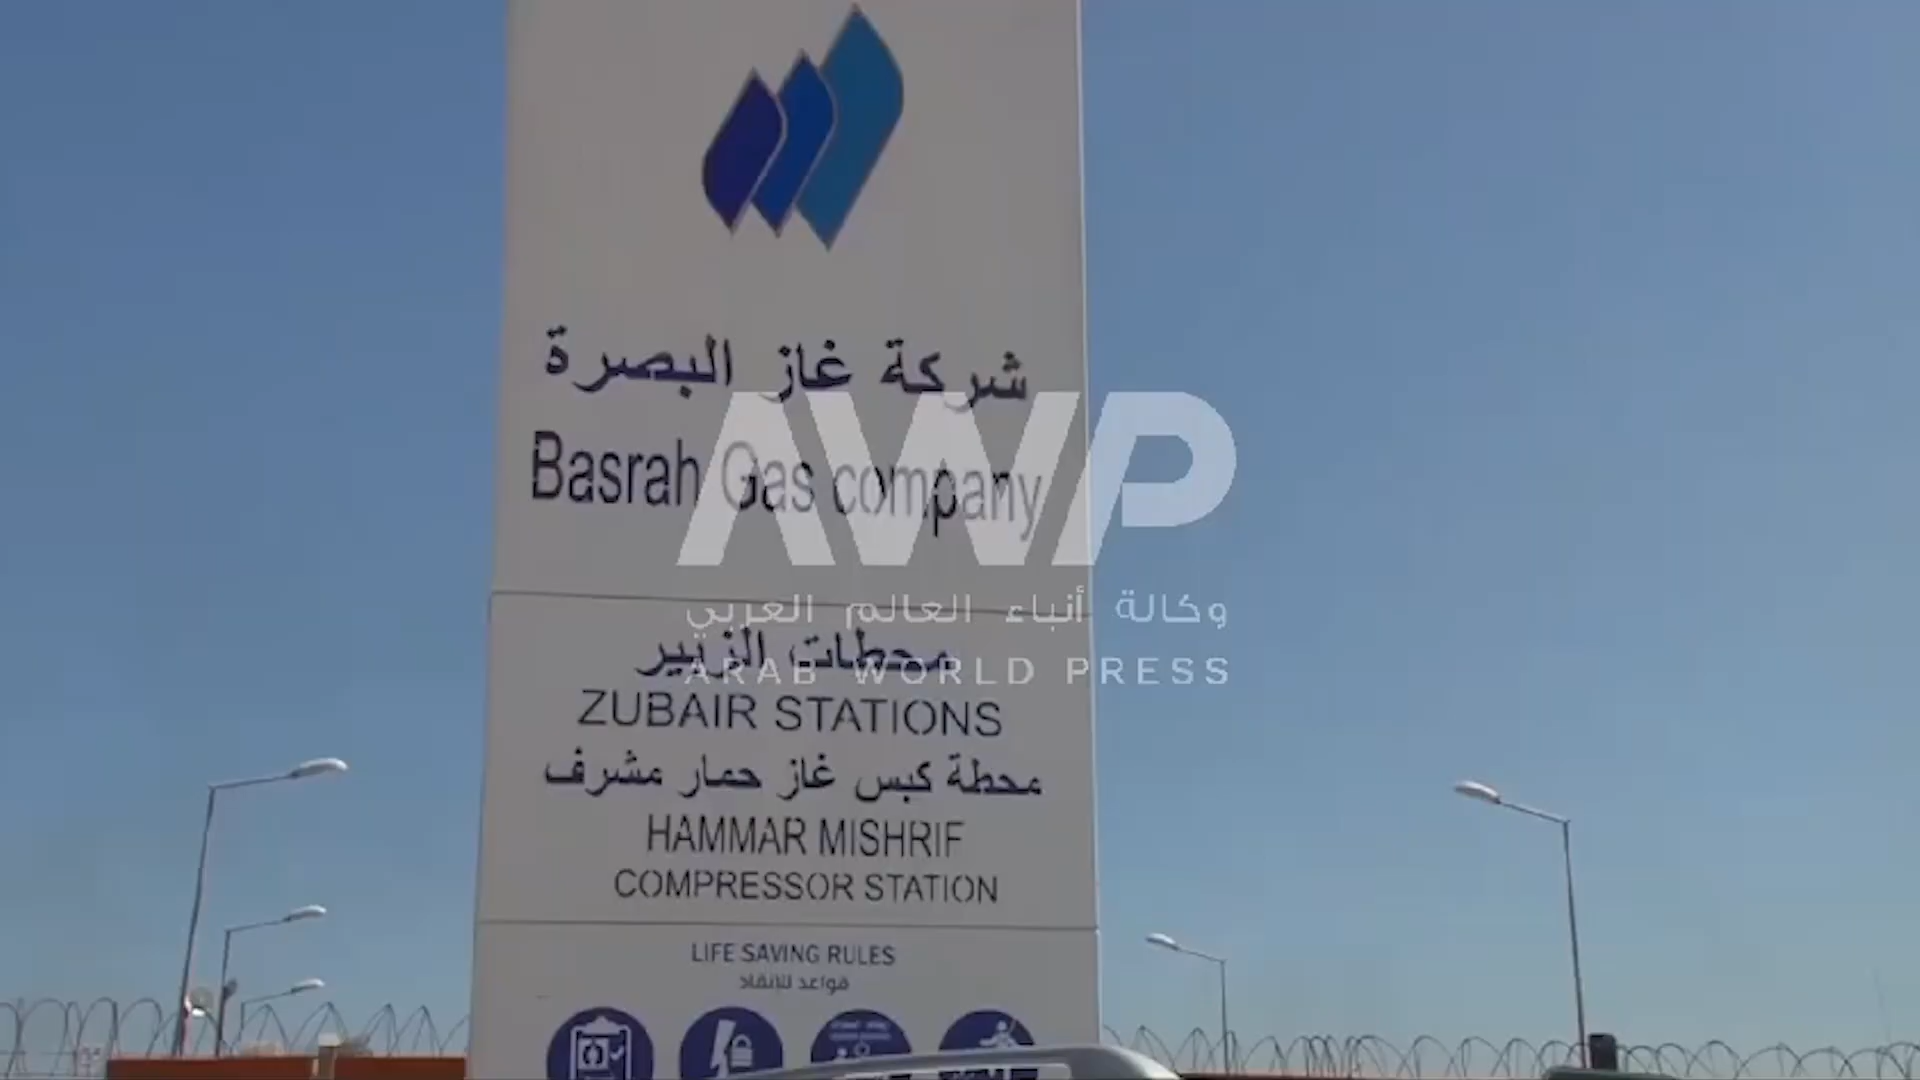 شركة غاز البصرة
Basrah Gas company
AWP
وكالة أنباء العالم العربي
ARAB WORLD PRESS
محطات الزبير
ZUBAIR STATIONS
محطة كبس غاز حمار مشرف
HAMMAR MISHRIF
COMPRESSOR STATION
LIFE SAVING RULES
قواعد للانقاذ